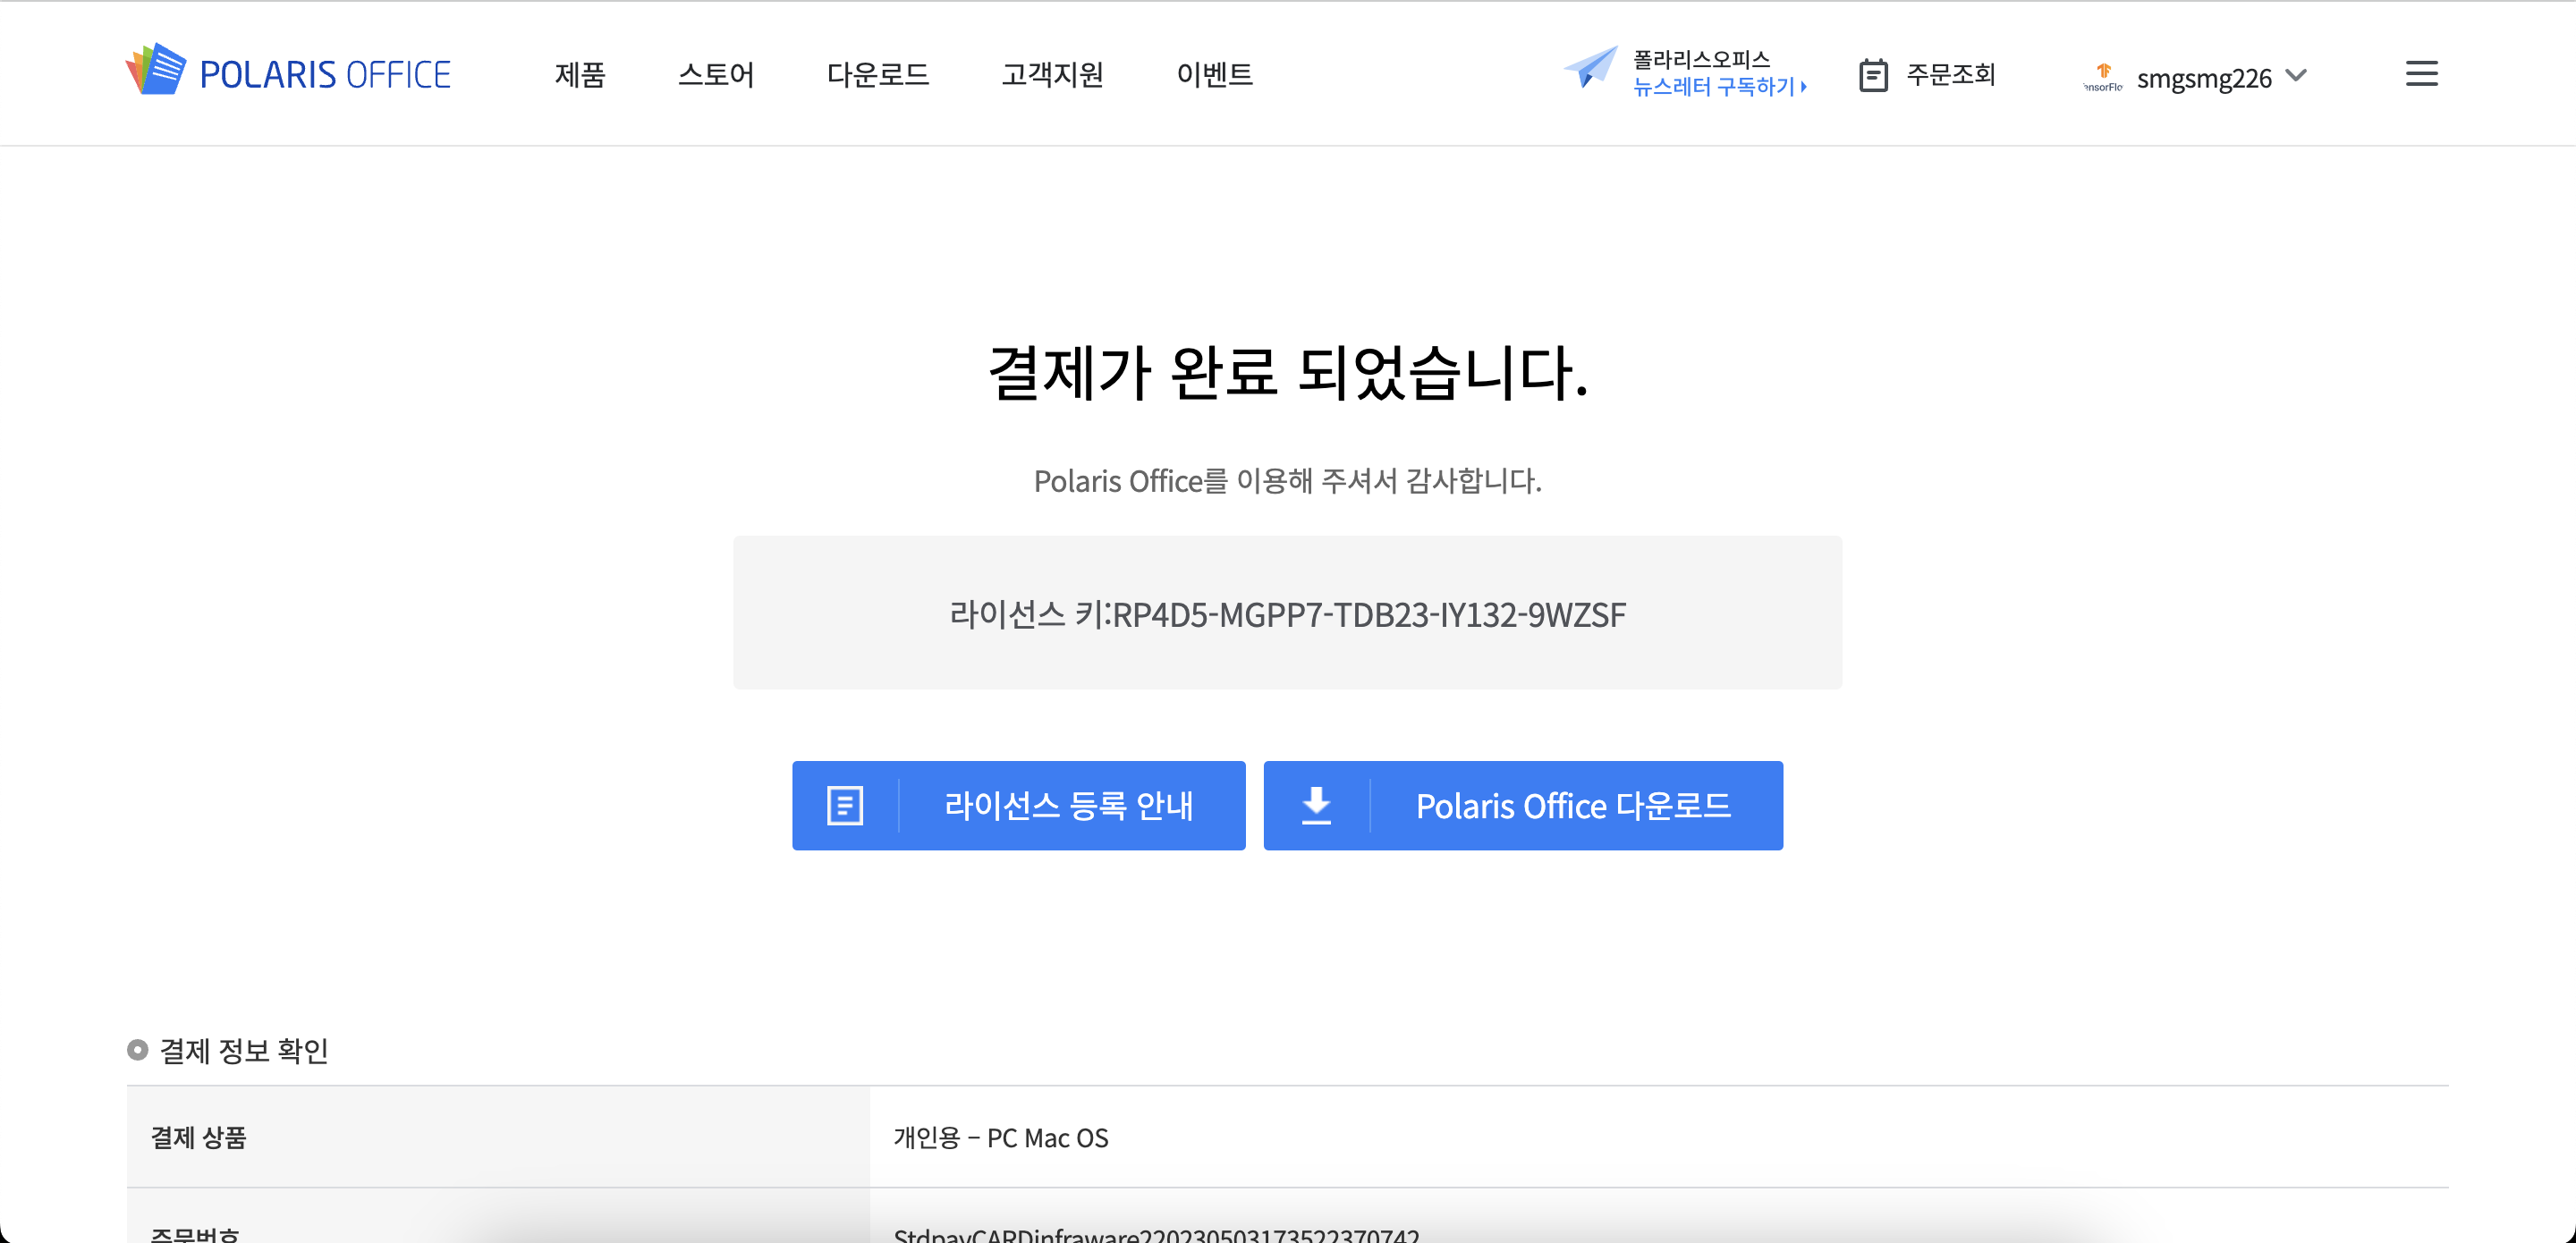 POLARIS OFFICE
제품 스토어 다운로드 고객지원 이벤트
폴라리스오피스
뉴스레터 구독하기
주문조회
smgsmg226
결제가 완료 되었습니다.
Polaris Office를 이용해 주셔서 감사합니다.
라이선스 키:RP4D5-MGPP7-TDB23-IY132-9WZSF
라이선스 등록 안내
Polaris Office 다운로드
결제 정보 확인
결제 상품 개인용 – PC Mac OS
주문번호 StdpayCARDinfraware220230503173522370742